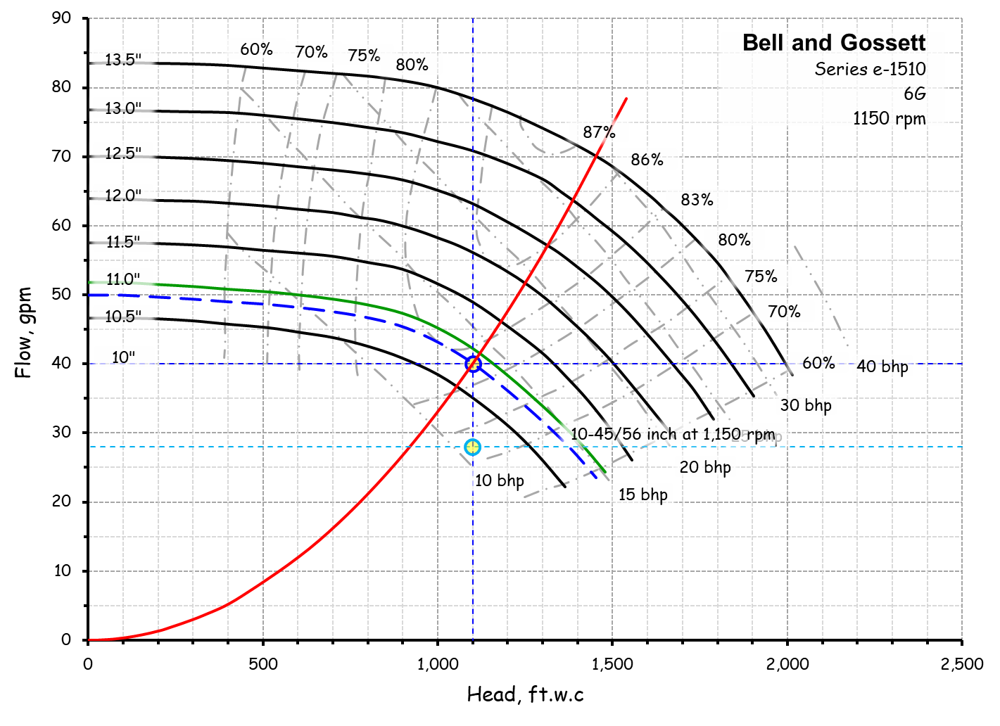 Bell and Gossett
Series e-1510
6G
1150 rpm
90
80
70
60
50
40
30
20
10
0
Flow, gpm
13.5"
13.0"
12.5"
12.0"
11.5"
11.0"
10.5"
10"
60%
70%
75%
80%
87%
86%
83%
80%
75%
70%
60%
40 bhp
30 bhp
10-45/56 inch at 1,150 rpm
20 bhp
15 bhp
10 bhp
0
500
1,000
1,500
2,000
2,500
Head, ft.w.c